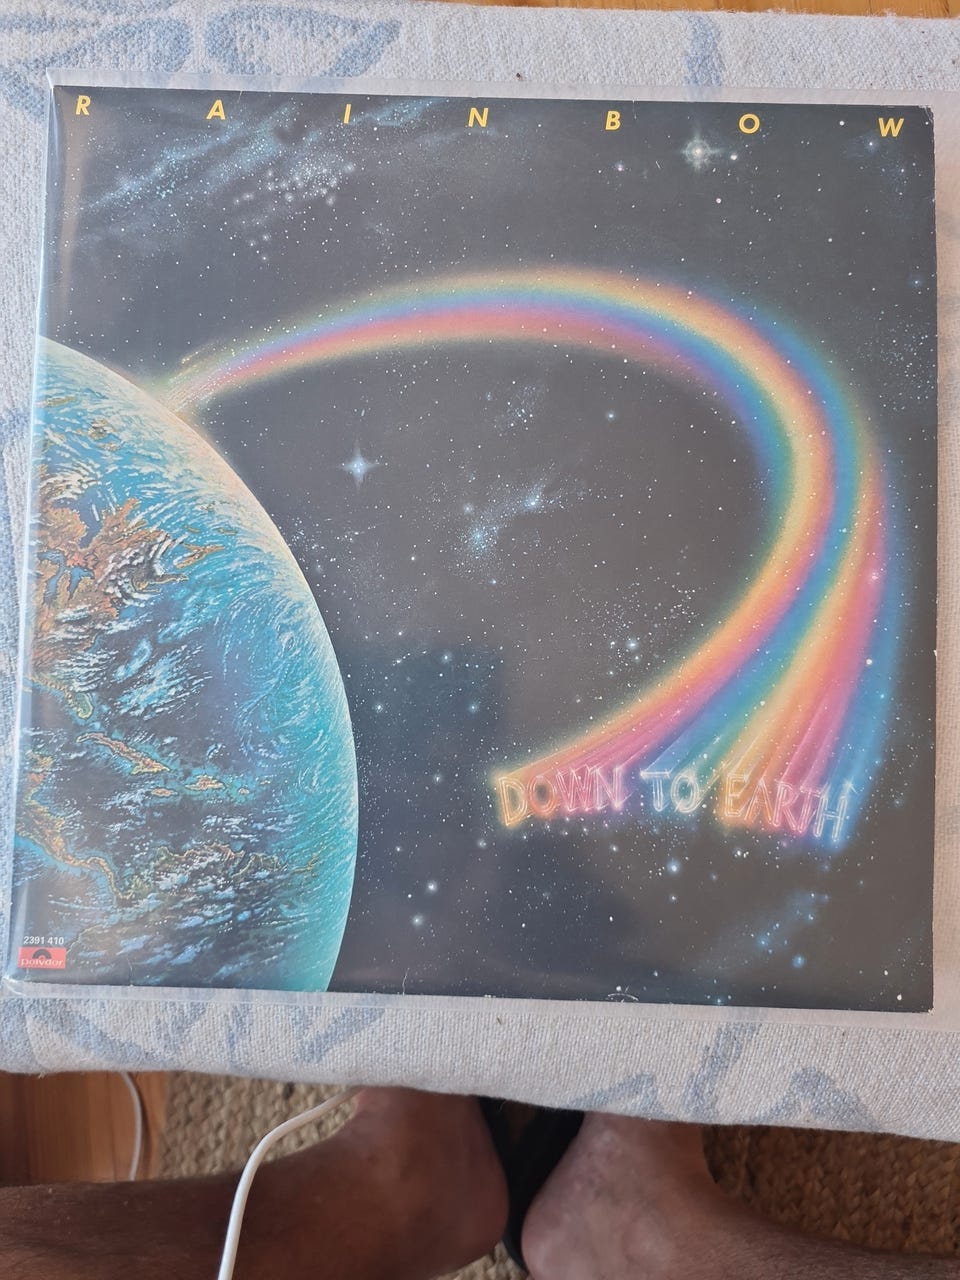 R A I N B O W
DOWN TO EARTH
2391 410
polydor